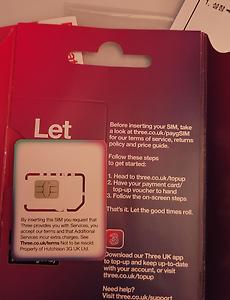 1. 설정
Let
Before inserting your SIM, take
a look at three.co.uk/paygSIM
for our terms of service, returns
policy and price guide.
Follow these steps
to get started:
1. Head to three.co.uk/topup
2. Have your payment card/
top-up voucher to hand
3. Follow the on-screen steps
That's it. Let the good times roll.
By inserting this SIM you request that
Three provides you with Services, you
accept our terms and that Additional
Services incur extra charges. See
Three.co.uk/terms Not to be resold.
Property of Hutchison 3G UK Ltd.
3
Download our Three UK app
to top-up and keep up-to-date
with your account, or visit
three.co.uk/topup
Need help?
Visit three.co.uk/support